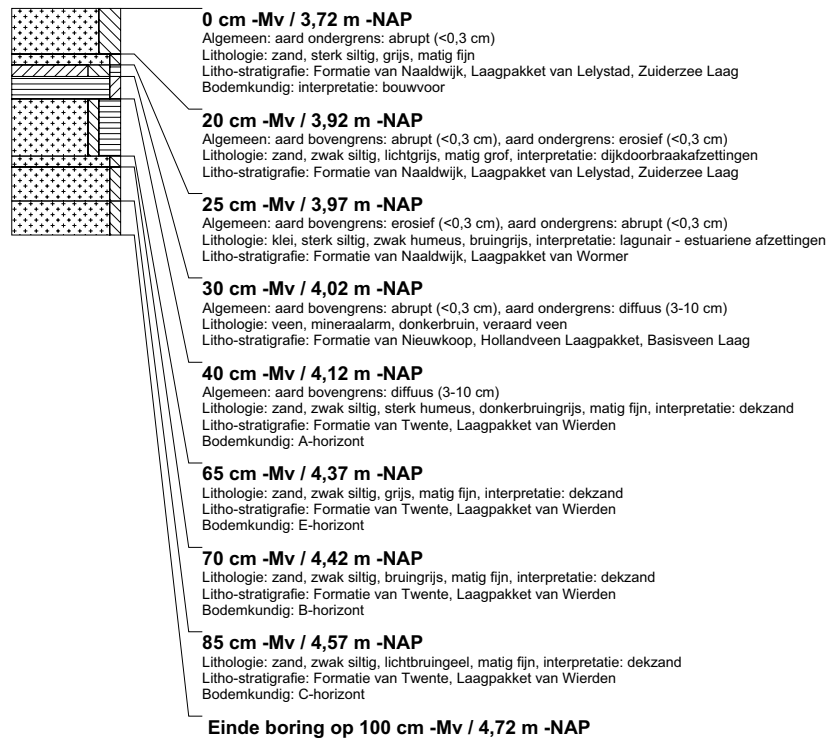 0 cm -Mv / 3,72 m -NAP
Algemeen: aard ondergrens: abrupt (<0,3 cm)
Lithologie: zand, sterk siltig, grijs, matig fijn
Litho-stratigrafie: Formatie van Naaldwijk, Laagpakket van Lelystad, Zuiderzee Laag
Bodemkundig: interpretatie: bouwvoor
20 cm -Mv / 3,92 m -NAP
Algemeen: aard bovengrens: abrupt (<0,3 cm), aard ondergrens: erosief (<0,3 cm)
Lithologie: zand, zwak siltig, lichtgrijs, matig grof, interpretatie: dijkdoorbraakafzettingen
Litho-stratigrafie: Formatie van Naaldwijk, Laagpakket van Lelystad, Zuiderzee Laag
25 cm -Mv / 3,97 m -NAP
Algemeen: aard bovengrens: erosief (<0,3 cm), aard ondergrens: abrupt (<0,3 cm)
Lithologie: klei, sterk siltig, zwak humeus, bruingrijs, interpretatie: lagunair - estuariene afzettingen
Litho-stratigrafie: Formatie van Naaldwijk, Laagpakket van Wormer
30 cm -Mv / 4,02 m -NAP
Algemeen: aard bovengrens: abrupt (<0,3 cm), aard ondergrens: diffuus (3-10 cm)
Lithologie: veen, mineraalarm, donkerbruin, veraard veen
Litho-stratigrafie: Formatie van Nieuwkoop, Hollandveen Laagpakket, Basisveen Laag
40 cm -Mv / 4,12 m -NAP
Algemeen: aard bovengrens: diffuus (3-10 cm)
Lithologie: zand, zwak siltig, sterk humeus, donkerbruingrijs, matig fijn, interpretatie: dekzand
Litho-stratigrafie: Formatie van Twente, Laagpakket van Wierden
Bodemkundig: A-horizont
65 cm -Mv / 4,37 m -NAP
Lithologie: zand, zwak siltig, grijs, matig fijn, interpretatie: dekzand
Litho-stratigrafie: Formatie van Twente, Laagpakket van Wierden
Bodemkundig: E-horizont
70 cm -Mv / 4,42 m -NAP
Lithologie: zand, zwak siltig, bruingrijs, matig fijn, interpretatie: dekzand
Litho-stratigrafie: Formatie van Twente, Laagpakket van Wierden
Bodemkundig: B-horizont
85 cm -Mv / 4,57 m -NAP
Lithologie: zand, zwak siltig, lichtbruingeel, matig fijn, interpretatie: dekzand
Litho-stratigrafie: Formatie van Twente, Laagpakket van Wierden
Bodemkundig: C-horizont
Einde boring op 100 cm -Mv / 4,72 m -NAP